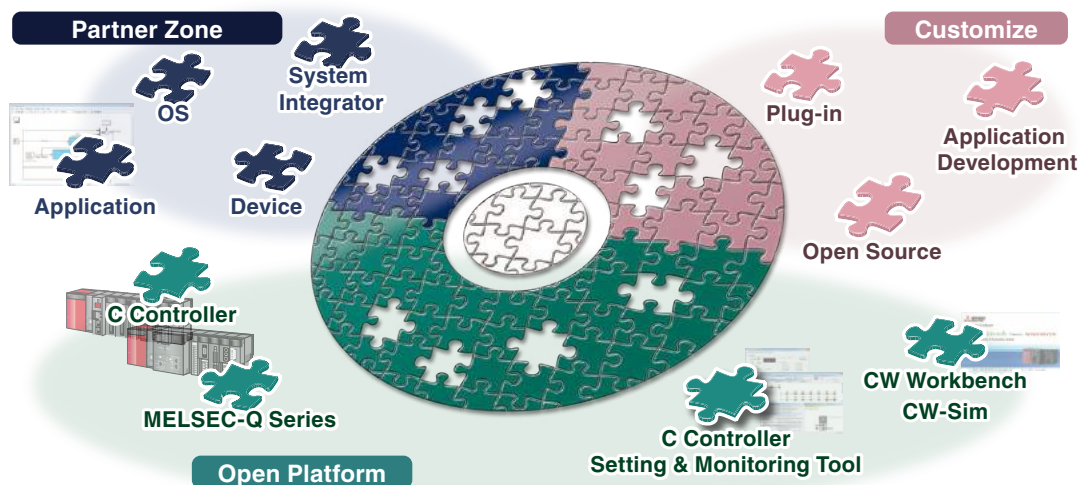 Partner Zone
Customize
OS
System
Integrator
Plug-in
Application
Development
Application
Device
Open Source
C Controller
MELSEC-Q Series
CW Workbench
CW-Sim
C Controller
Setting & Monitoring Tool
Open Platform